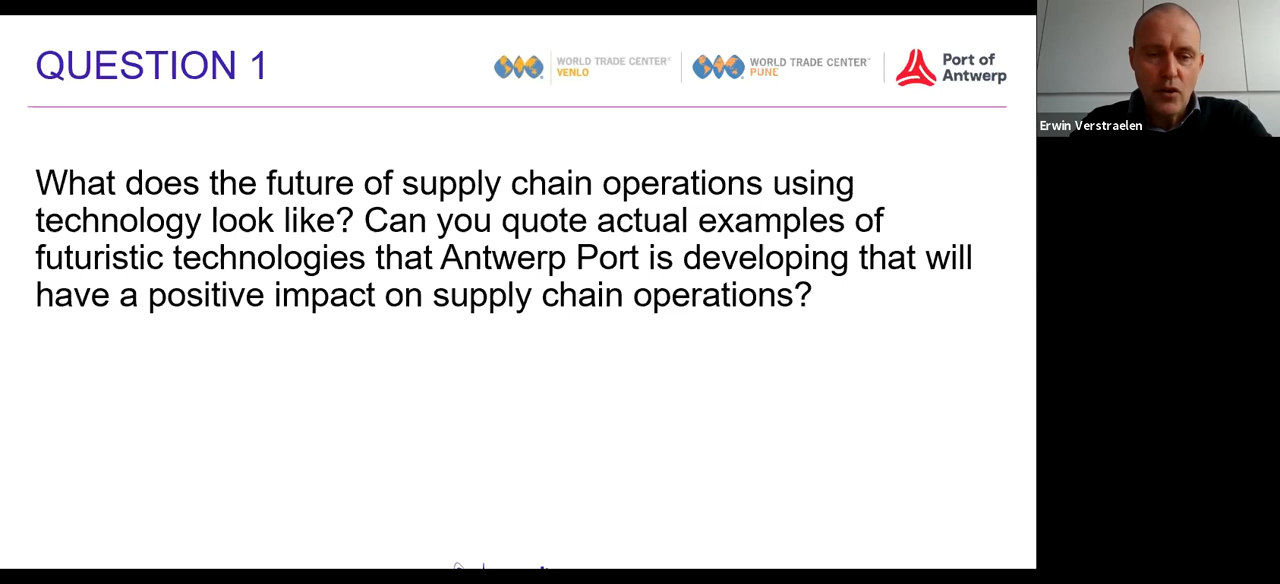 QUESTION 1
WORLD TRADE CENTER
VENLO
WORLD TRADE CENTER™
PUNE
Port of
Antwerp
Erwin Verstraelen
What does the future of supply chain operations using
technology look like? Can you quote actual examples of
futuristic technologies that Antwerp Port is developing that will
have a positive impact on supply chain operations?